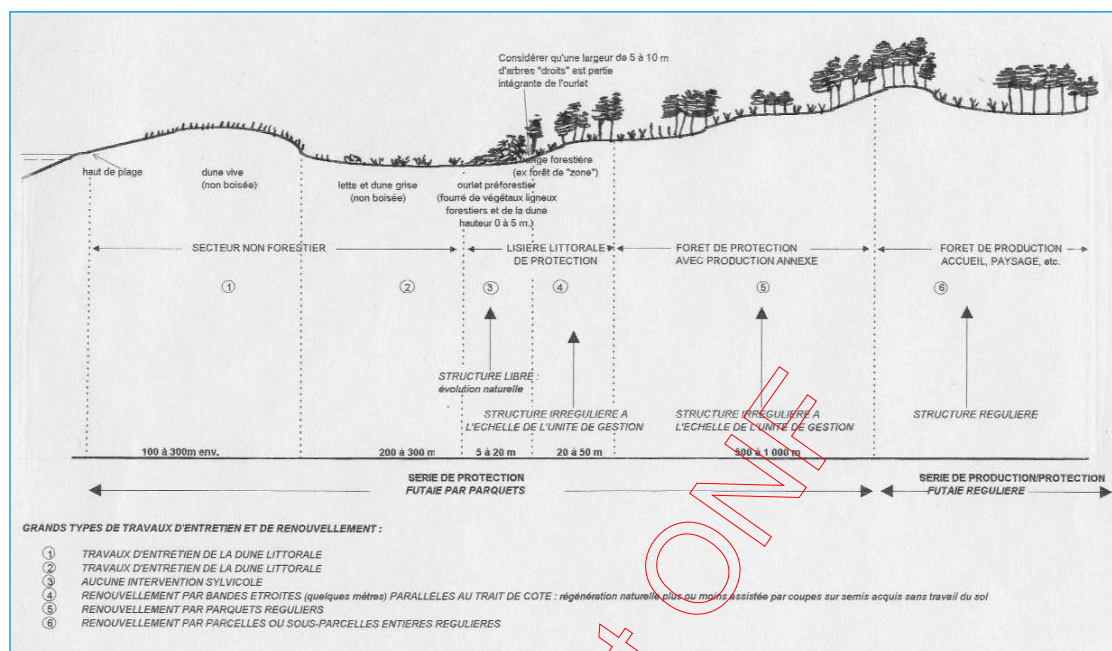 Considérer qu'une largeur de 5 à 10 m
d'arbres "droits" est partie
intégrante de l'ourlet
haut de plage
dune vive
(non boisée)
lette et dune grise
(non boisée)
ourlet préforestier
(fourré de végétaux ligneux
forestiers et de la dune
hauteur 0 à 5 m.)
forestière
(ex forêt de "zone")
SECTEUR NON FORESTIER
LISIERE LITTORALE
DE PROTECTION
FORET DE PROTECTION
AVEC PRODUCTION ANNEXE
FORET DE PRODUCTION
ACCUEIL, PAYSAGE, etc.
1
2
3
4
5
6
STRUCTURE LIBRE :
évolution naturelle
STRUCTURE IRREGULIERE A
L'ECHELLE DE L'UNITE DE GESTION
STRUCTURE IRREGULIERE A
L'ECHELLE DE L'UNITE DE GESTION
STRUCTURE REGULIERE
100 à 300m env.
200 à 300 m
5 à 20 m
20 à 50 m
500 à 1 000 m
SERIE DE PROTECTION
FUTAIE PAR PARQUETS
SERIE DE PRODUCTION/PROTECTION
FUTAIE REGULIERE
GRANDS TYPES DE TRAVAUX D'ENTRETIEN ET DE RENOUVELLEMENT :
1 TRAVAUX D'ENTRETIEN DE LA DUNE LITTORALE
2 TRAVAUX D'ENTRETIEN DE LA DUNE LITTORALE
3 AUCUNE INTERVENTION SYLVICOLE
4 RENOUVELLEMENT PAR BANDES ETROITES (quelques mètres) PARALLELES AU TRAIT DE COTE : régénération naturelle plus ou moins assistée par coupes sur semis acquis sans travail du sol
5 RENOUVELLEMENT PAR PARQUETS REGULIERS
6 RENOUVELLEMENT PAR PARCELLES OU SOUS-PARCELLES ENTIERES REGULIERES
t ONF